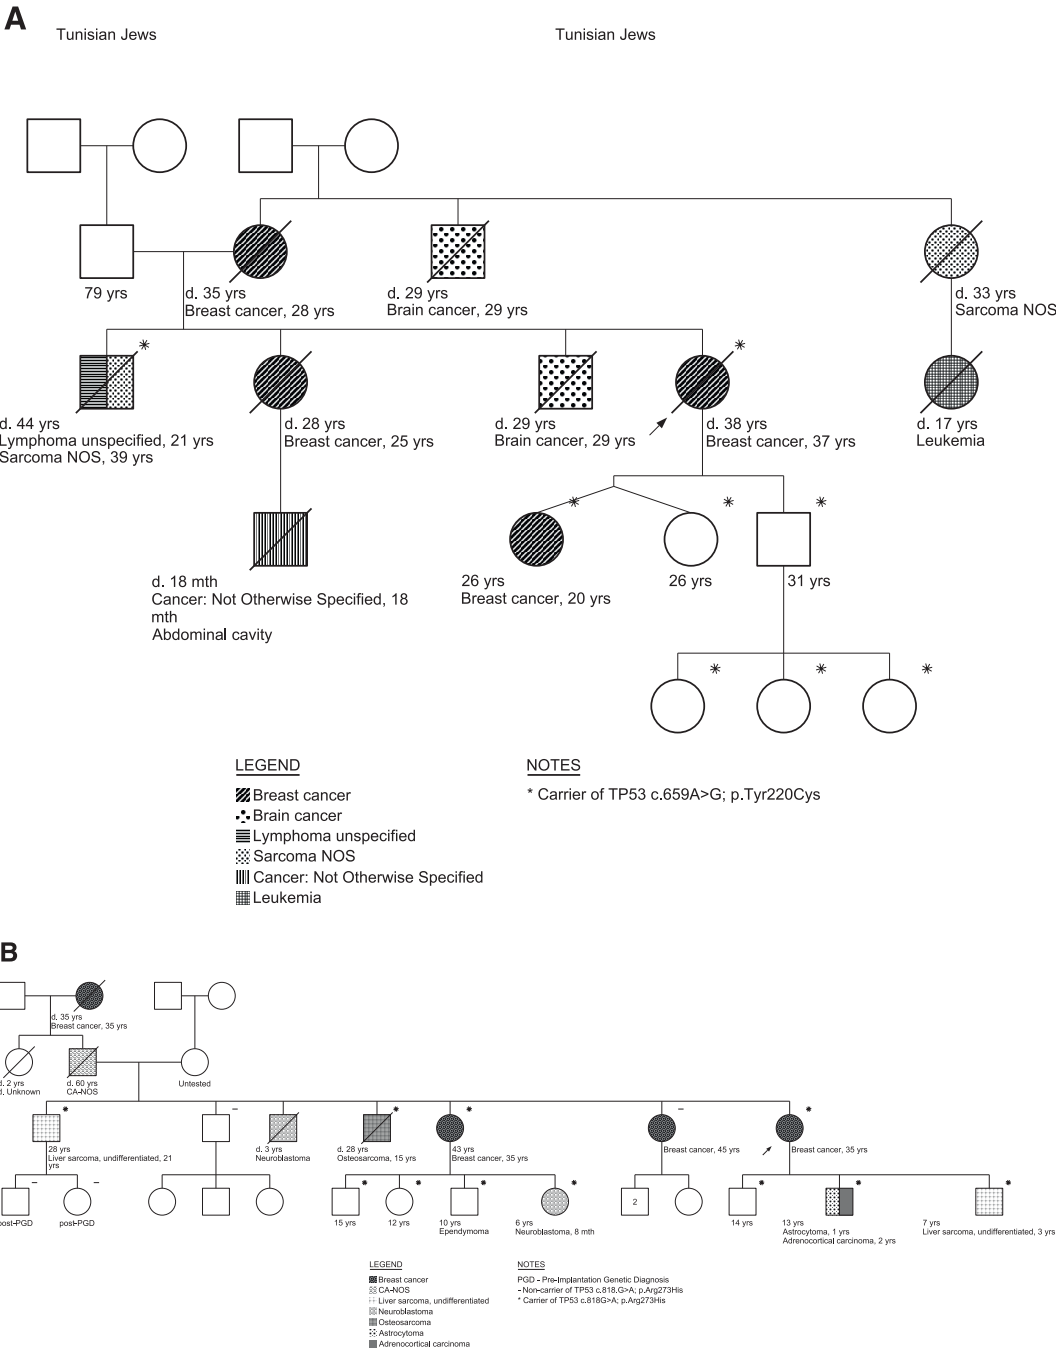 A
Tunisian Jews
Tunisian Jews
79 yrs
d. 35 yrs
Breast cancer, 28 yrs
d. 29 yrs
Brain cancer, 29 yrs
d. 33 yrs
Sarcoma NOS
*
*
d. 44 yrs
Lymphoma unspecified, 21 yrs
Sarcoma NOS, 39 yrs
d. 28 yrs
Breast cancer, 25 yrs
d. 29 yrs
Brain cancer, 29 yrs
d. 38 yrs
Breast cancer, 37 yrs
d. 17 yrs
Leukemia
*
*
*
d. 18 mth
Cancer: Not Otherwise Specified, 18
mth
Abdominal cavity
26 yrs
Breast cancer, 20 yrs
26 yrs
31 yrs
*
*
*
LEGEND
Breast cancer
Brain cancer
Lymphoma unspecified
Sarcoma NOS
Cancer: Not Otherwise Specified
Leukemia
NOTES
* Carrier of TP53 c.659A>G; p.Tyr220Cys
B
d. 35 yrs
Breast cancer, 35 yrs
d. 2 yrs
d. Unknown
d. 60 yrs
CA-NOS
Untested
*
–
*
*
–
*
28 yrs
Liver sarcoma, undifferentiated, 21
yrs
d. 3 yrs
Neuroblastoma
d. 28 yrs
Osteosarcoma, 15 yrs
43 yrs
Breast cancer, 35 yrs
Breast cancer, 45 yrs
Breast cancer, 35 yrs
–
–
*
*
*
*
*
*
*
2
post-PGD
post-PGD
15 yrs
12 yrs
10 yrs
Ependymoma
6 yrs
Neuroblastoma, 8 mth
14 yrs
13 yrs
Astrocytoma, 1 yrs
Adrenocortical carcinoma, 2 yrs
7 yrs
Liver sarcoma, undifferentiated, 3 yrs
LEGEND
Breast cancer
CA-NOS
Liver sarcoma, undifferentiated
Neuroblastoma
Osteosarcoma
Astrocytoma
Adrenocortical carcinoma
NOTES
PGD - Pre-Implantation Genetic Diagnosis
- Non-carrier of TP53 c.818.G>A; p.Arg273His
* Carrier of TP53 c.818G>A; p.Arg273His